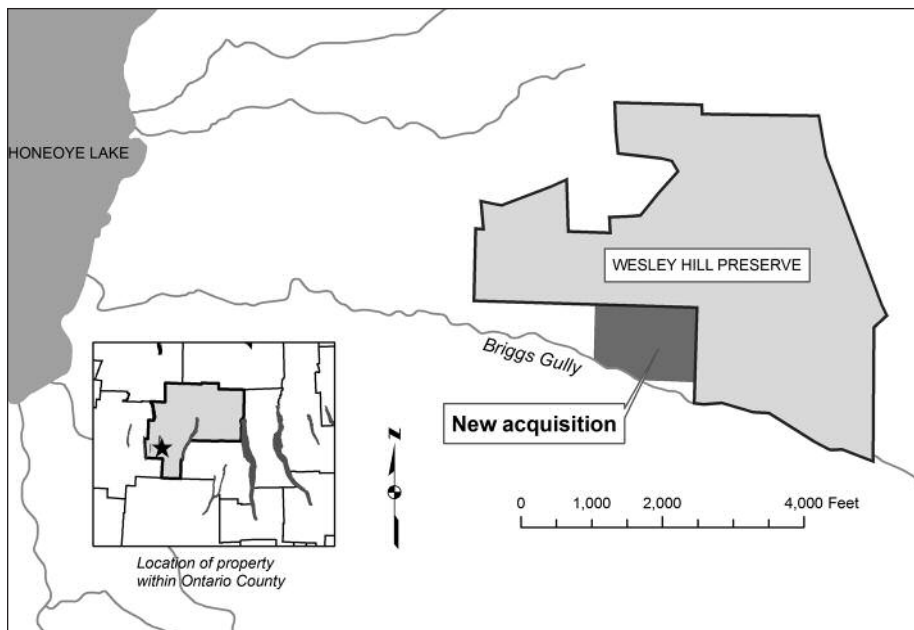 HONEOYE LAKE
WESLEY HILL PRESERVE
Briggs Gully
New acquisition
N
0 1,000 2,000 4,000 Feet
Location of property
within Ontario County